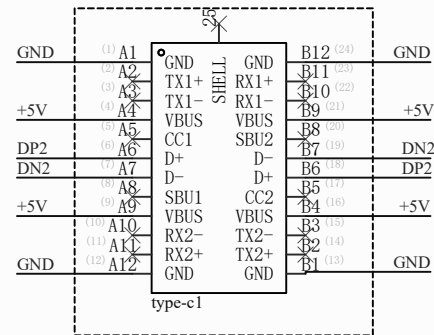 25
SHELL
GND (1) A1 GND GND B12 (24) GND
(2) A2 TX1+ RX1+ B11 (23)
(3) A3 TX1- RX1- B10 (22)
+5V (4) A4 VBUS VBUS B9 (21) +5V
(5) A5 CC1 SBU2 B8 (20)
DP2 (6) A6 D+ D- B7 (19) DN2
DN2 (7) A7 D- D+ B6 (18) DP2
(8) A8 SBU1 CC2 B5 (17)
+5V (9) A9 VBUS VBUS B4 (16) +5V
(10) A10 RX2- TX2- B3 (15)
(11) A11 RX2+ TX2+ B2 (14)
GND (12) A12 GND GND B1 (13) GND
type-c1